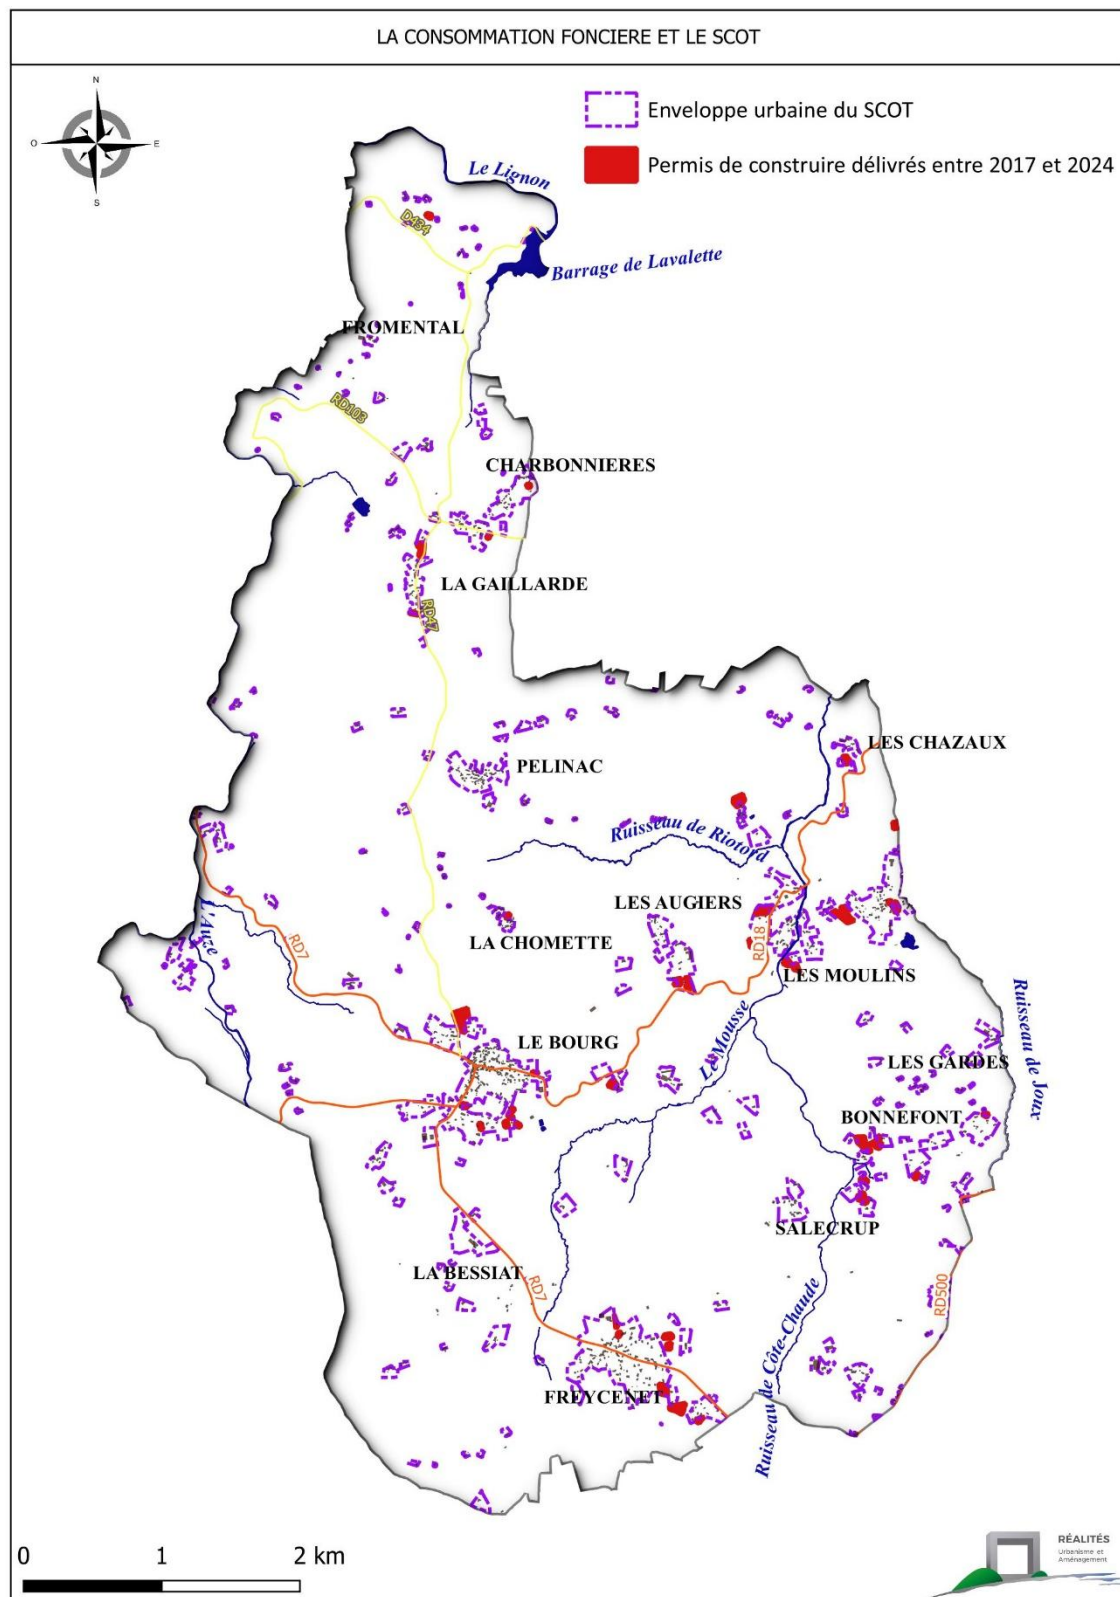 LA CONSOMMATION FONCIERE ET LE SCOT
N
O
E
S
Enveloppe urbaine du SCOT
Permis de construire délivrés entre 2017 et 2024
Le Lignon
D434
Barrage de Lavalette
FROMENTAL
RD103
CHARBONNIERES
LA GAILLARDE
RD47
LES CHAZAUX
PELINAC
Ruisseau de Riotord
LES AUGIERS
LA CHOMETTE
L'Auze
RD7
RD18
LES MOULINS
Ruisseau de Joux
LE BOURG
Le Mousse
LES GARDES
BONNEFONT
SALECRUP
LA BESSIAT
RD7
RD500
Ruisseau de Côte-Chaude
FREYCENET
0 1 2 km
RÉALITÉS
Urbanisme et
Aménagement